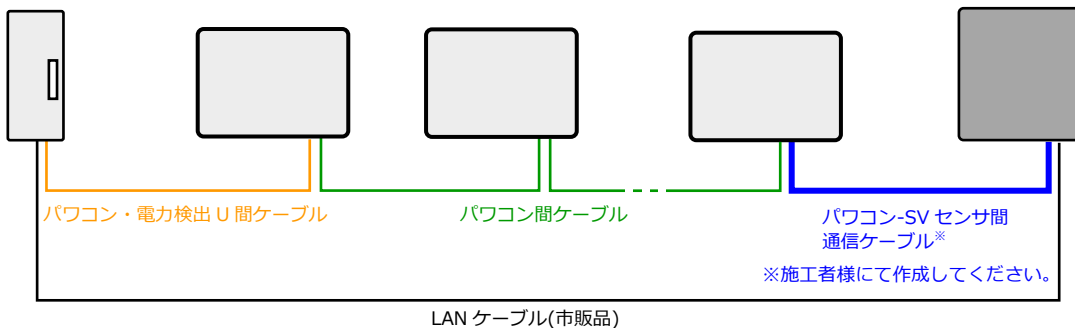 パワコン・電力検出 U 間ケーブル
パワコン間ケーブル
パワコン-SV センサ間
通信ケーブル※
※施工者様にて作成してください。
LAN ケーブル(市販品)